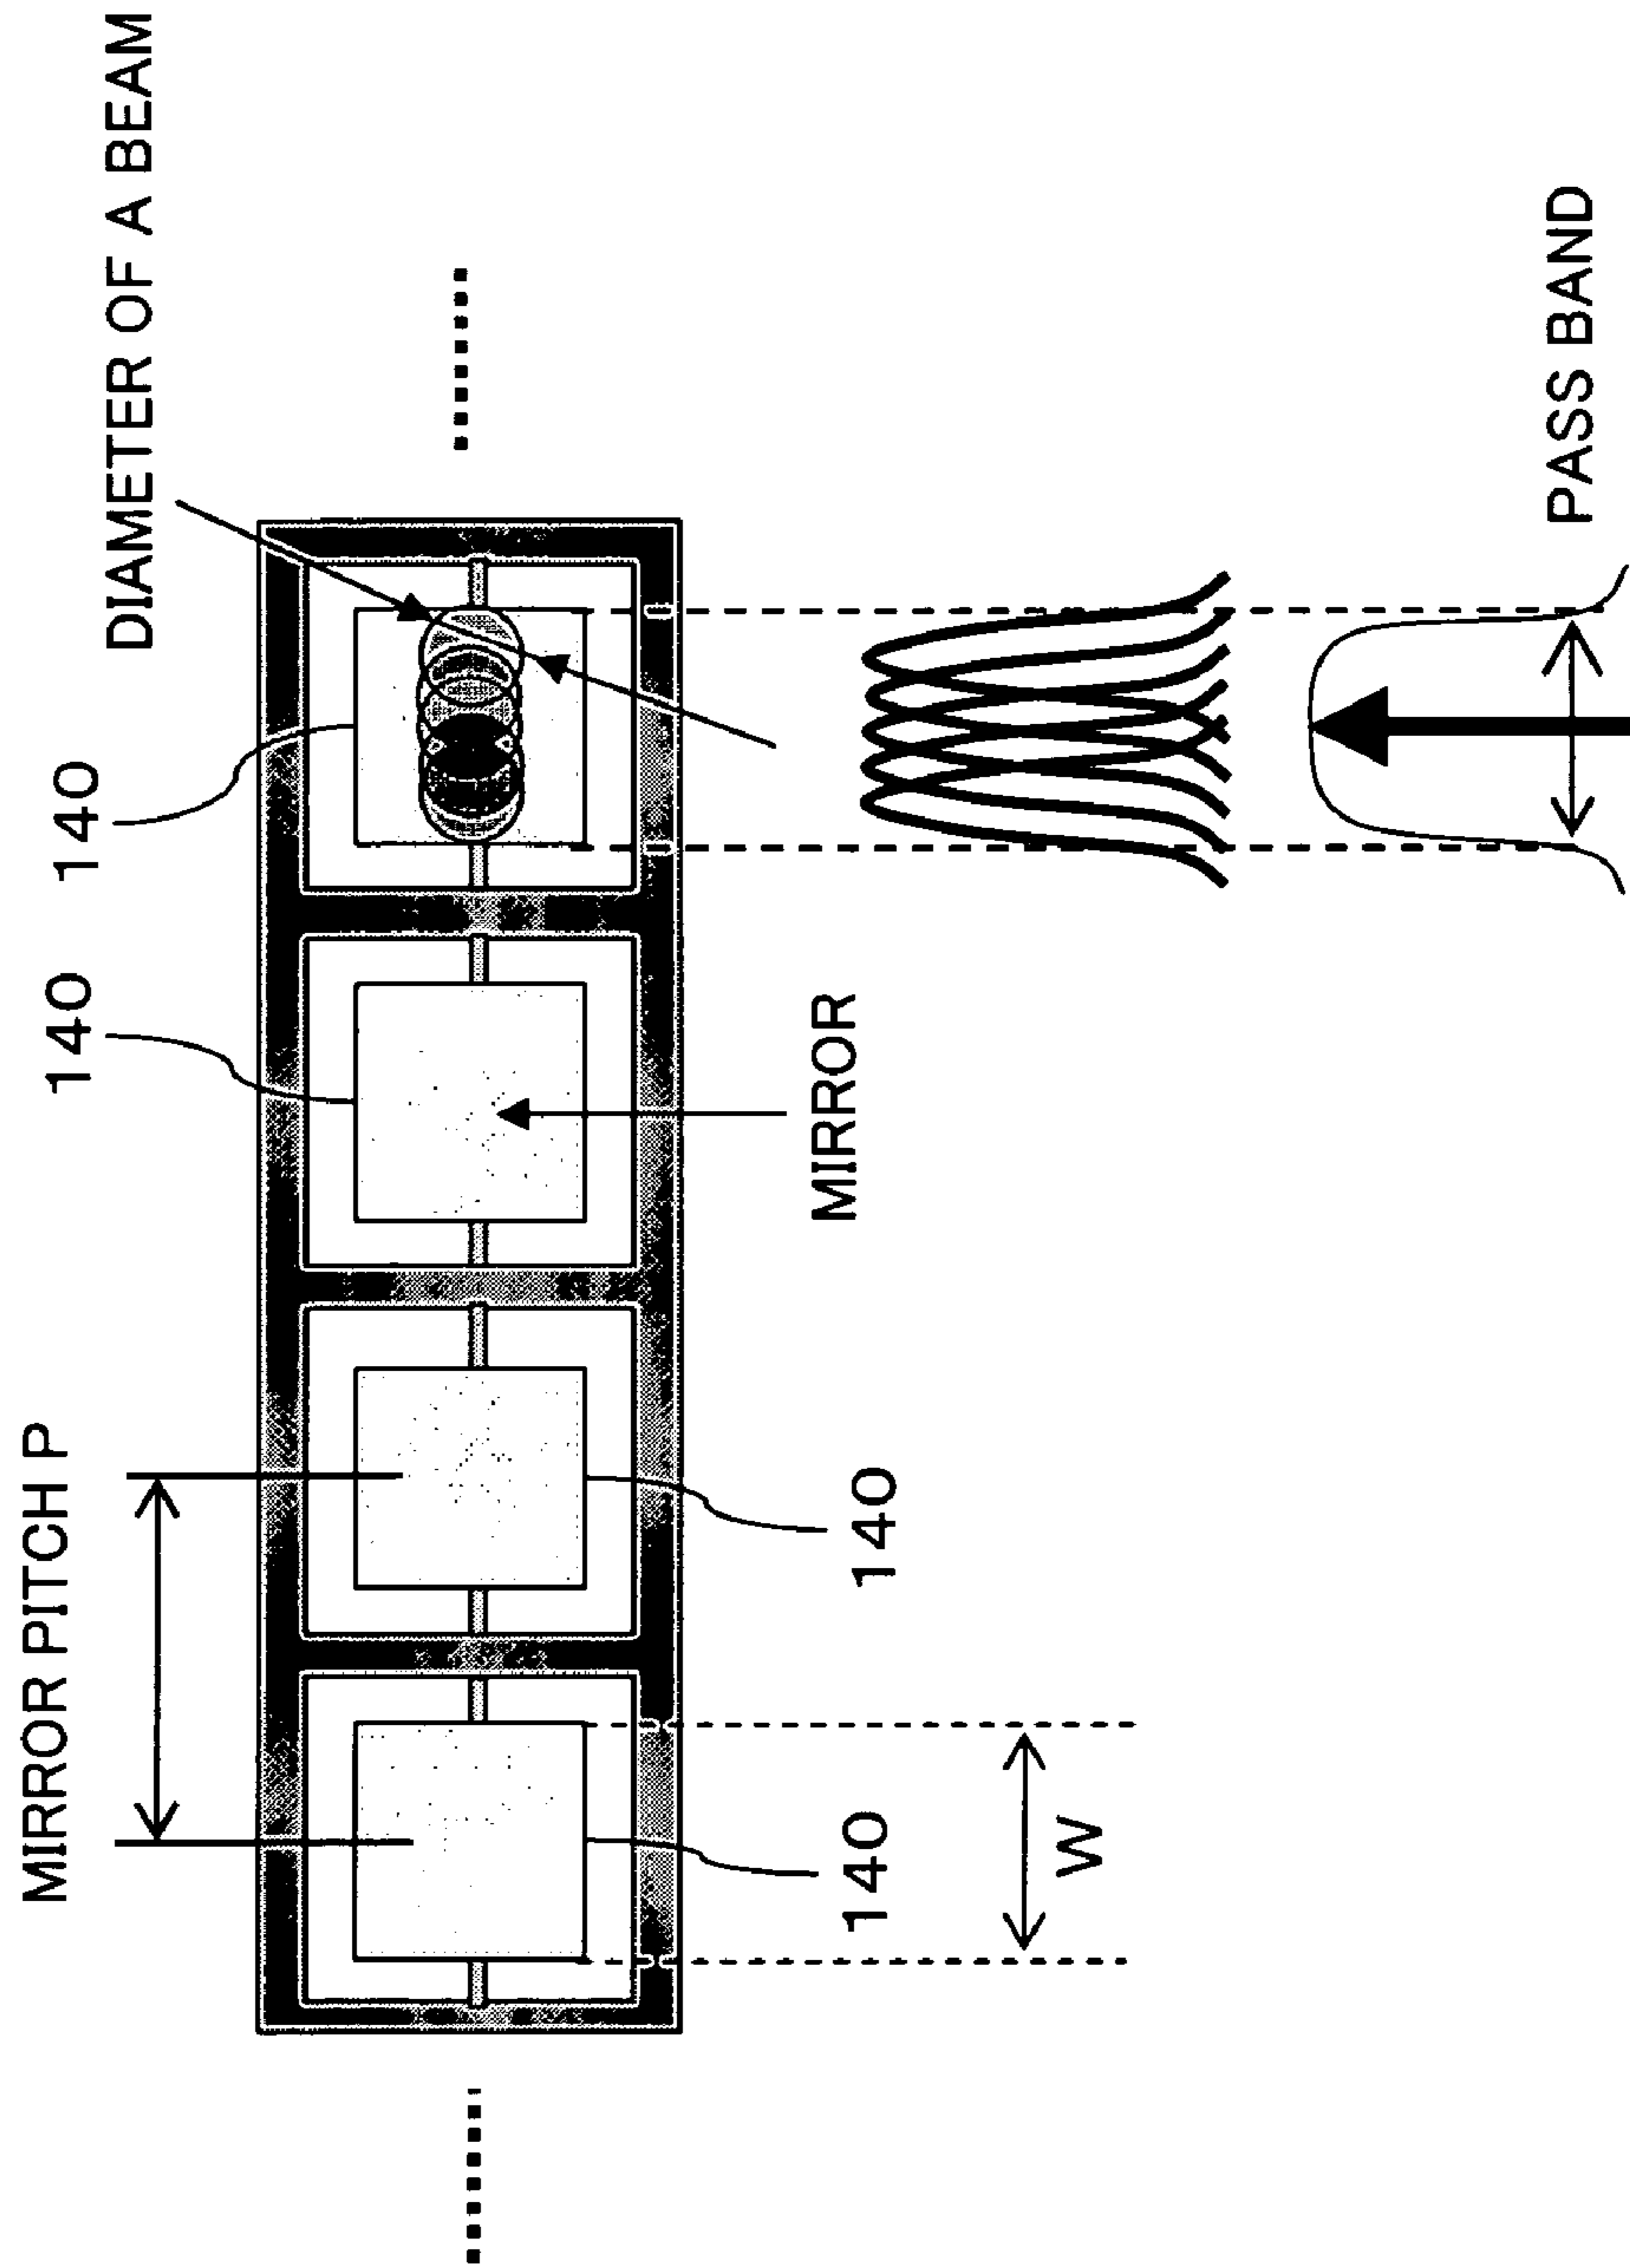 MIRROR PITCH P
140
140
DIAMETER OF A BEAM
140
140
MIRROR
W
PASS BAND